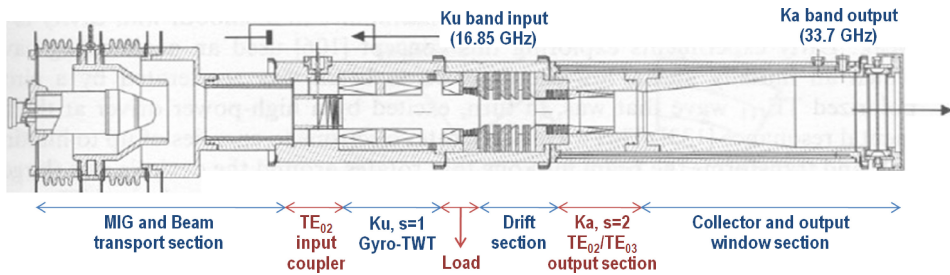 Ku band input
(16.85 GHz)
Ka band output
(33.7 GHz)
MIG and Beam
transport section
TE02
input
coupler
Ku, s=1
Gyro-TWT
Load
Drift
section
Ka, s=2
TE02/TE03
output section
Collector and output
window section